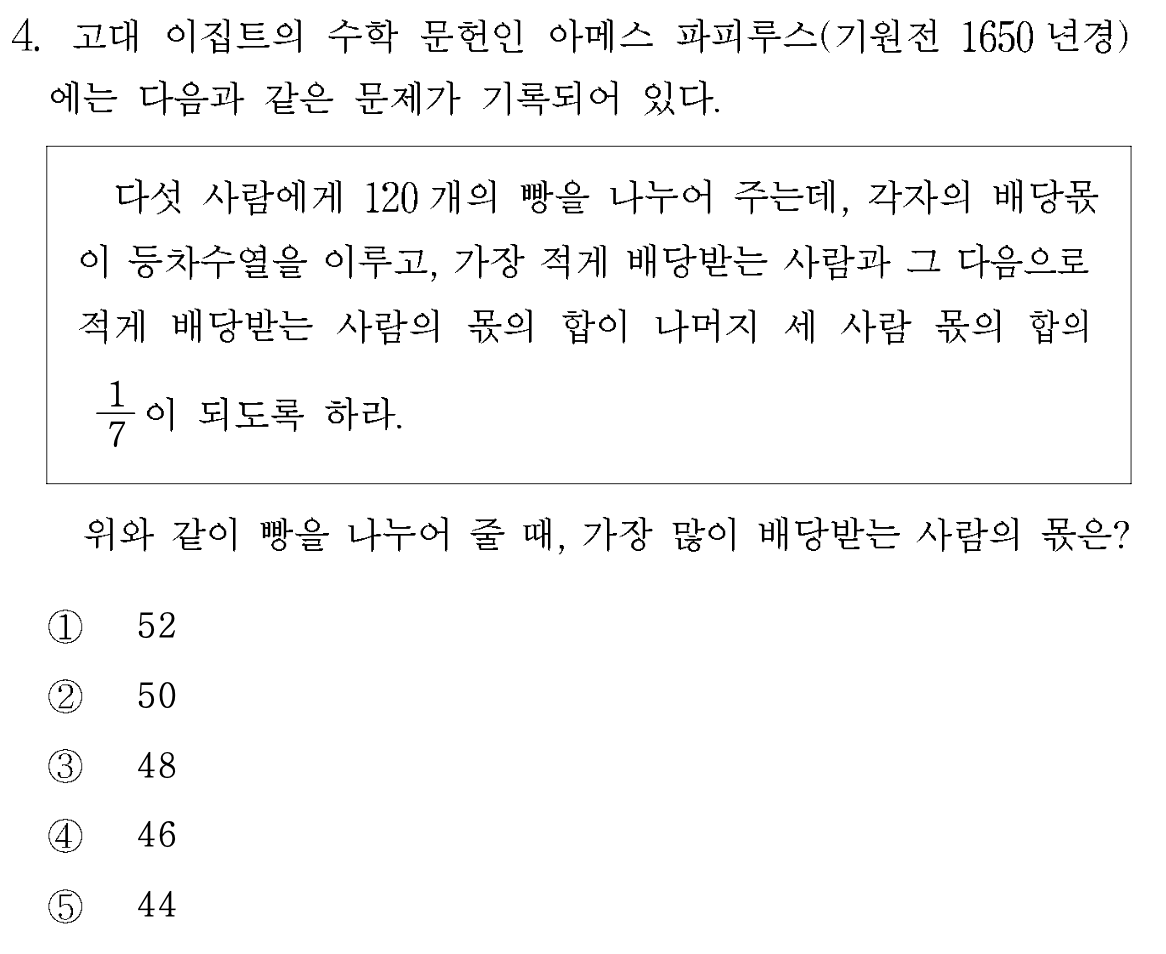 4. 고대 이집트의 수학 문헌인 아메스 파피루스(기원전 1650년경)
에는 다음과 같은 문제가 기록되어 있다.
다섯 사람에게 120개의 빵을 나누어 주는데, 각자의 배당몫
이 등차수열을 이루고, 가장 적게 배당받는 사람과 그 다음으로
적게 배당받는 사람의 몫의 합이 나머지 세 사람 몫의 합의
1/7이 되도록 하라.
위와 같이 빵을 나누어 줄 때, 가장 많이 배당받는 사람의 몫은?
① 52
② 50
③ 48
④ 46
⑤ 44